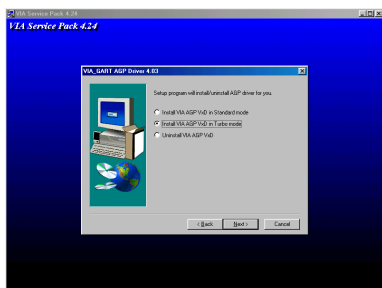 VIA Service Pack 4.24
VIA Service Pack 4.24
VIA_GART AGP Driver 4.03
Setup program will install/uninstall AGP driver for you.
Install VIA AGP VxD in Standard mode
Install VIA AGP VxD in Turbo mode
Uninstall VIA AGP VxD
< Back
Next >
Cancel